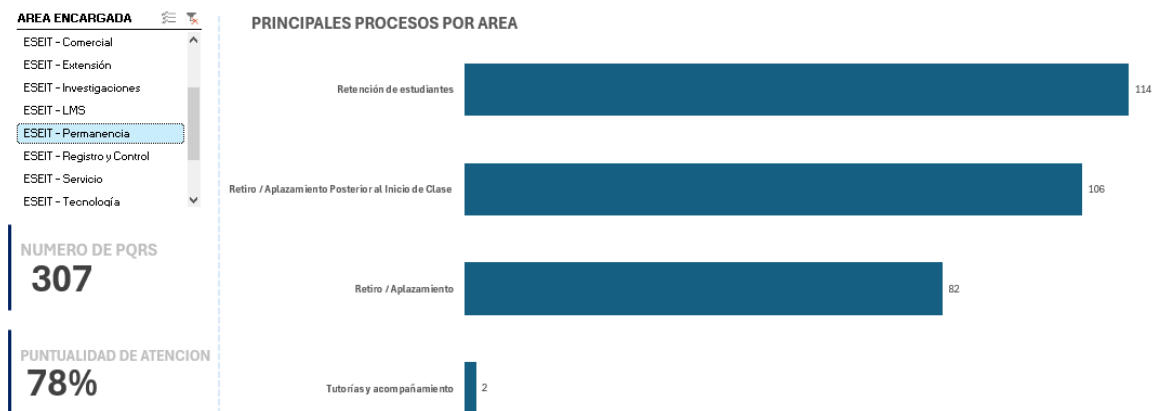 AREA ENCARGADA
ESEIT - Comercial
ESEIT - Extensión
ESEIT - Investigaciones
ESEIT - LMS
ESEIT - Permanencia
ESEIT - Registro y Control
ESEIT - Servicio
ESEIT - Tecnología
NUMERO DE PQRS
307
PUNTUALIDAD DE ATENCION
78%
PRINCIPALES PROCESOS POR AREA
Retención de estudiantes 114
Retiro / Aplazamiento Posterior al Inicio de Clase 106
Retiro / Aplazamiento 82
Tutorías y acompañamiento 2